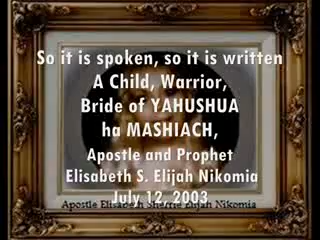 So it is spoken, so it is written
A Child, Warrior,
Bride of YAHUSHUA
ha MASHIACH,
Apostle and Prophet
Elisabeth S. Elijah Nikomia
July 12, 2003
Apostle Elisabeth Sherrie Elijah Nikomia